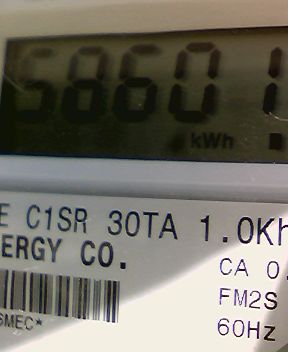 58601
kWh
E C1SR 30TA 1.0Kh
ERGY CO.
CA 0.
FM2S
60Hz
SMEC*